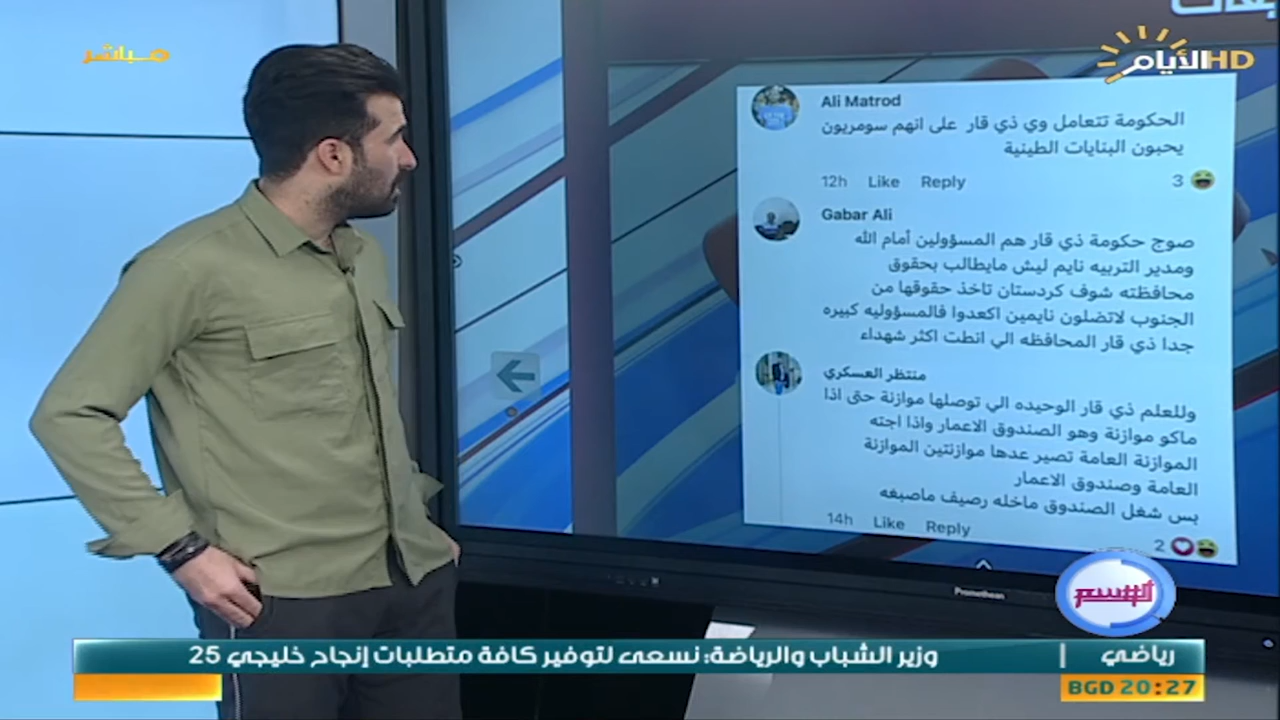 مباشر
الأيام HD
Ali Matrod
الحكومة تتعامل وي ذي قار على انهم سومريون
يحبون البنايات الطينية
12h Like Reply
3
Gabar Ali
صوج حكومة ذي قار هم المسؤولين أمام الله
ومدير التربيه نايم ليش مايطالب بحقوق
محافظته شوف كردستان تاخذ حقوقها من
الجنوب لاتضلون نايمين اكعدوا فالمسؤوليه كبيره
جدا ذي قار المحافظه الي انطت اكثر شهداء
منتظر العسكري
وللعلم ذي قار الوحيده الي توصلها موازنة حتى اذا
ماكو موازنة وهو الصندوق الاعمار واذا اجته
الموازنة العامة تصير عدها موازنتين الموازنة
العامة وصندوق الاعمار
بس شغل الصندوق ماخله رصيف ماصبغه
14h Like Reply
2
Promethean
رياضي | وزير الشباب والرياضة: نسعى لتوفير كافة متطلبات إنجاح خليجي 25
BGD 20:27